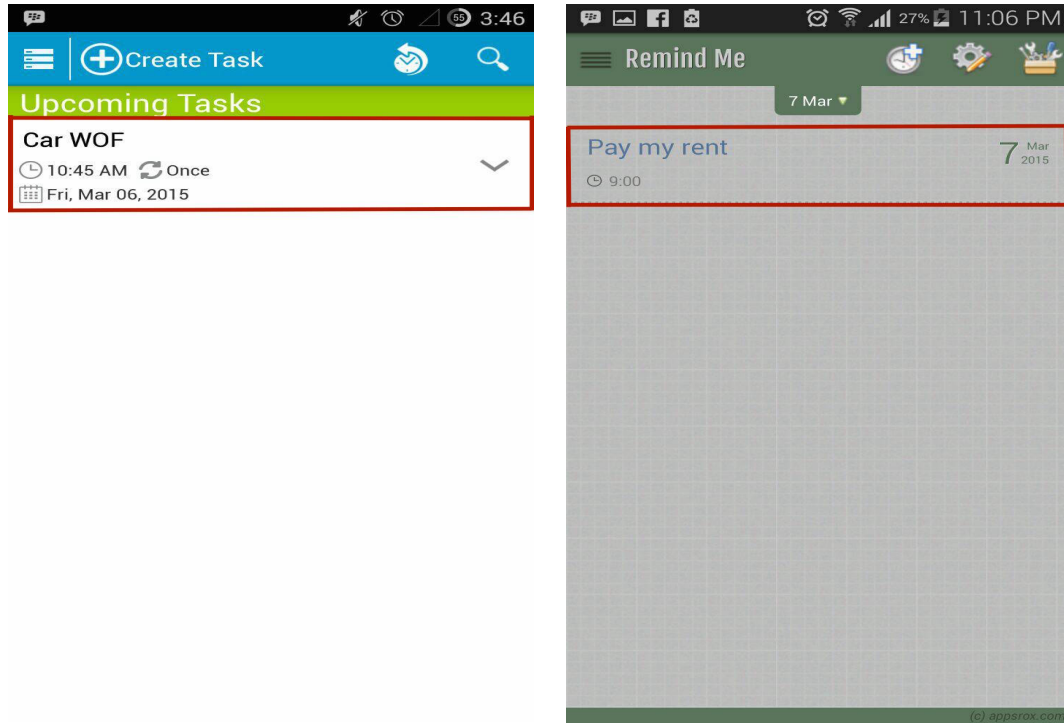 55 3:46
Create Task
Upcoming Tasks
Car WOF
10:45 AM Once
Fri, Mar 06, 2015
27% 11:06 PM
Remind Me
7 Mar
Pay my rent
7 Mar 2015
9:00
(c) appsrox.com